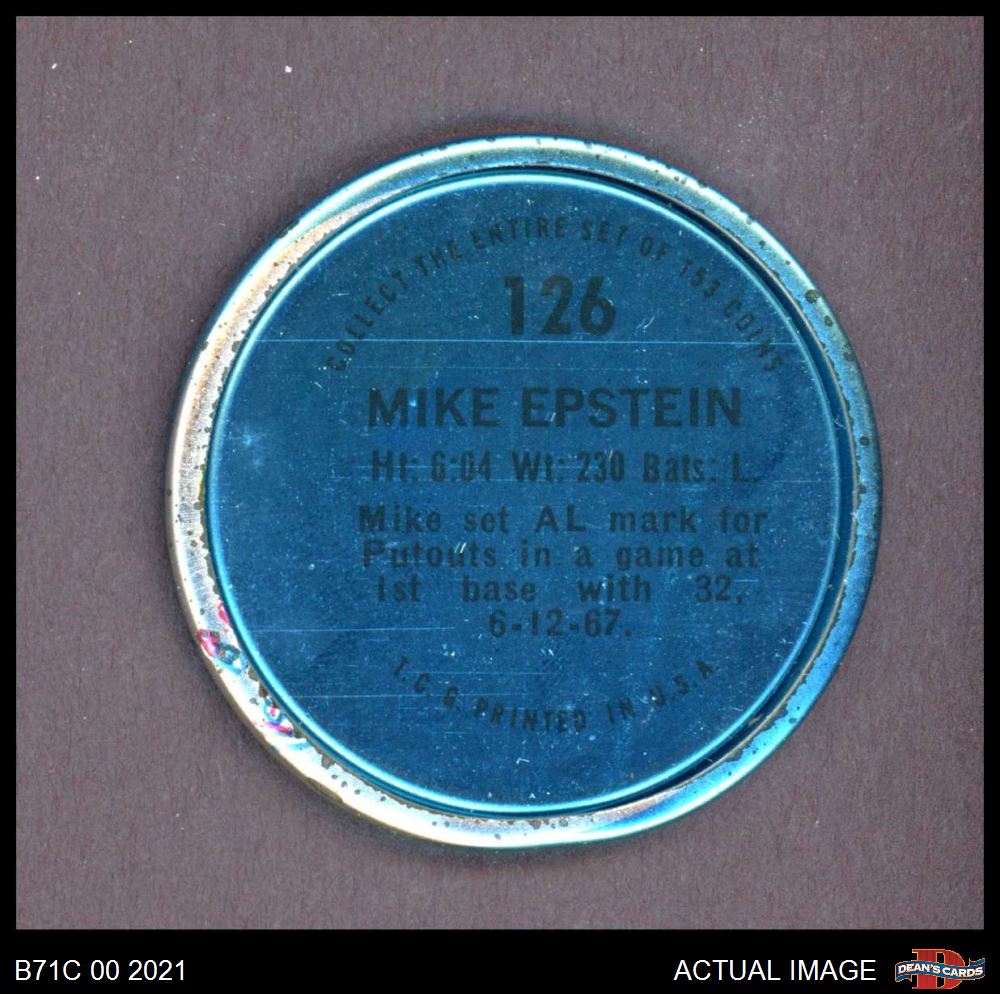 COLLECT THE ENTIRE SET OF 153 COINS
126
MIKE EPSTEIN
Ht: 6:04 Wt: 230 Bats: L.
Mike set AL mark for
Putouts in a game at
1st base with 32,
6-12-67.
T.C.G. PRINTED IN U.S.A.
B71C 00 2021
ACTUAL IMAGE
D
DEAN'S CARDS